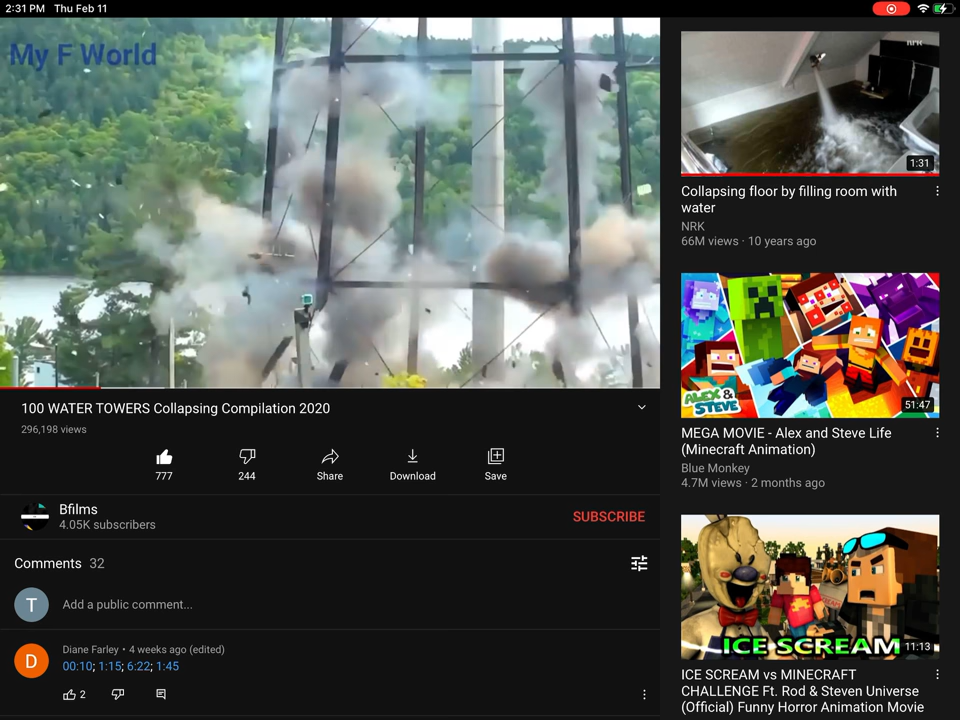 2:31 PM Thu Feb 11
My F World
100 WATER TOWERS Collapsing Compilation 2020
296,198 views
777
244
Share
Download
Save
Bfilms
4.05K subscribers
SUBSCRIBE
Comments 32
T
Add a public comment...
D
Diane Farley • 4 weeks ago (edited)
00:10; 1:15; 6:22; 1:45
2
NRK
1:31
Collapsing floor by filling room with
water
NRK
66M views · 10 years ago
ALEX &
STEVE
51:47
MEGA MOVIE - Alex and Steve Life
(Minecraft Animation)
Blue Monkey
4.7M views · 2 months ago
ICE SCREAM
11:13
ICE SCREAM vs MINECRAFT
CHALLENGE Ft. Rod & Steven Universe
(Official) Funny Horror Animation Movie